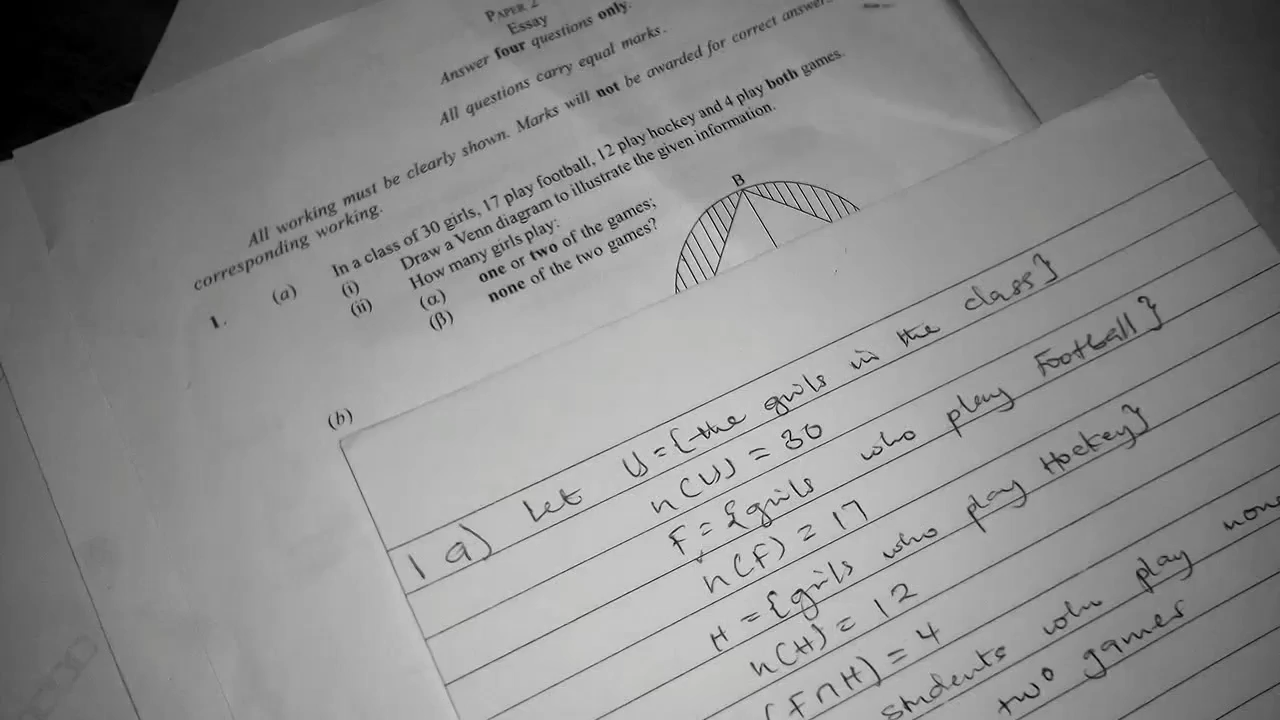 PAPER 2
Essay
Answer four questions only.
All questions carry equal marks.
All working must be clearly shown. Marks will not be awarded for correct answers
corresponding working.
1. (a) In a class of 30 girls, 17 play football, 12 play hockey and 4 play both games.
(i) Draw a Venn diagram to illustrate the given information.
(ii) How many girls play:
(α) one or two of the games;
(β) none of the two games?
B
(b)
1 a) Let U = {the girls in the class}
n(U) = 30
F = {girls who play Football}
n(F) = 17
H = {girls who play Hockey}
n(H) = 12
(F∩H) = 4
students who play none
two games